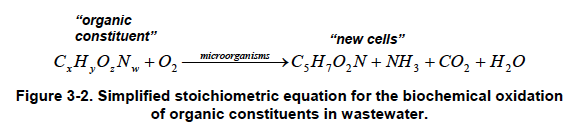 “organic
constituent”
“new cells”
CₓHᵧO_zN_w + O₂ microorganisms → C₅H₇O₂N + NH₃ + CO₂ + H₂O
Figure 3-2. Simplified stoichiometric equation for the biochemical oxidation
of organic constituents in wastewater.